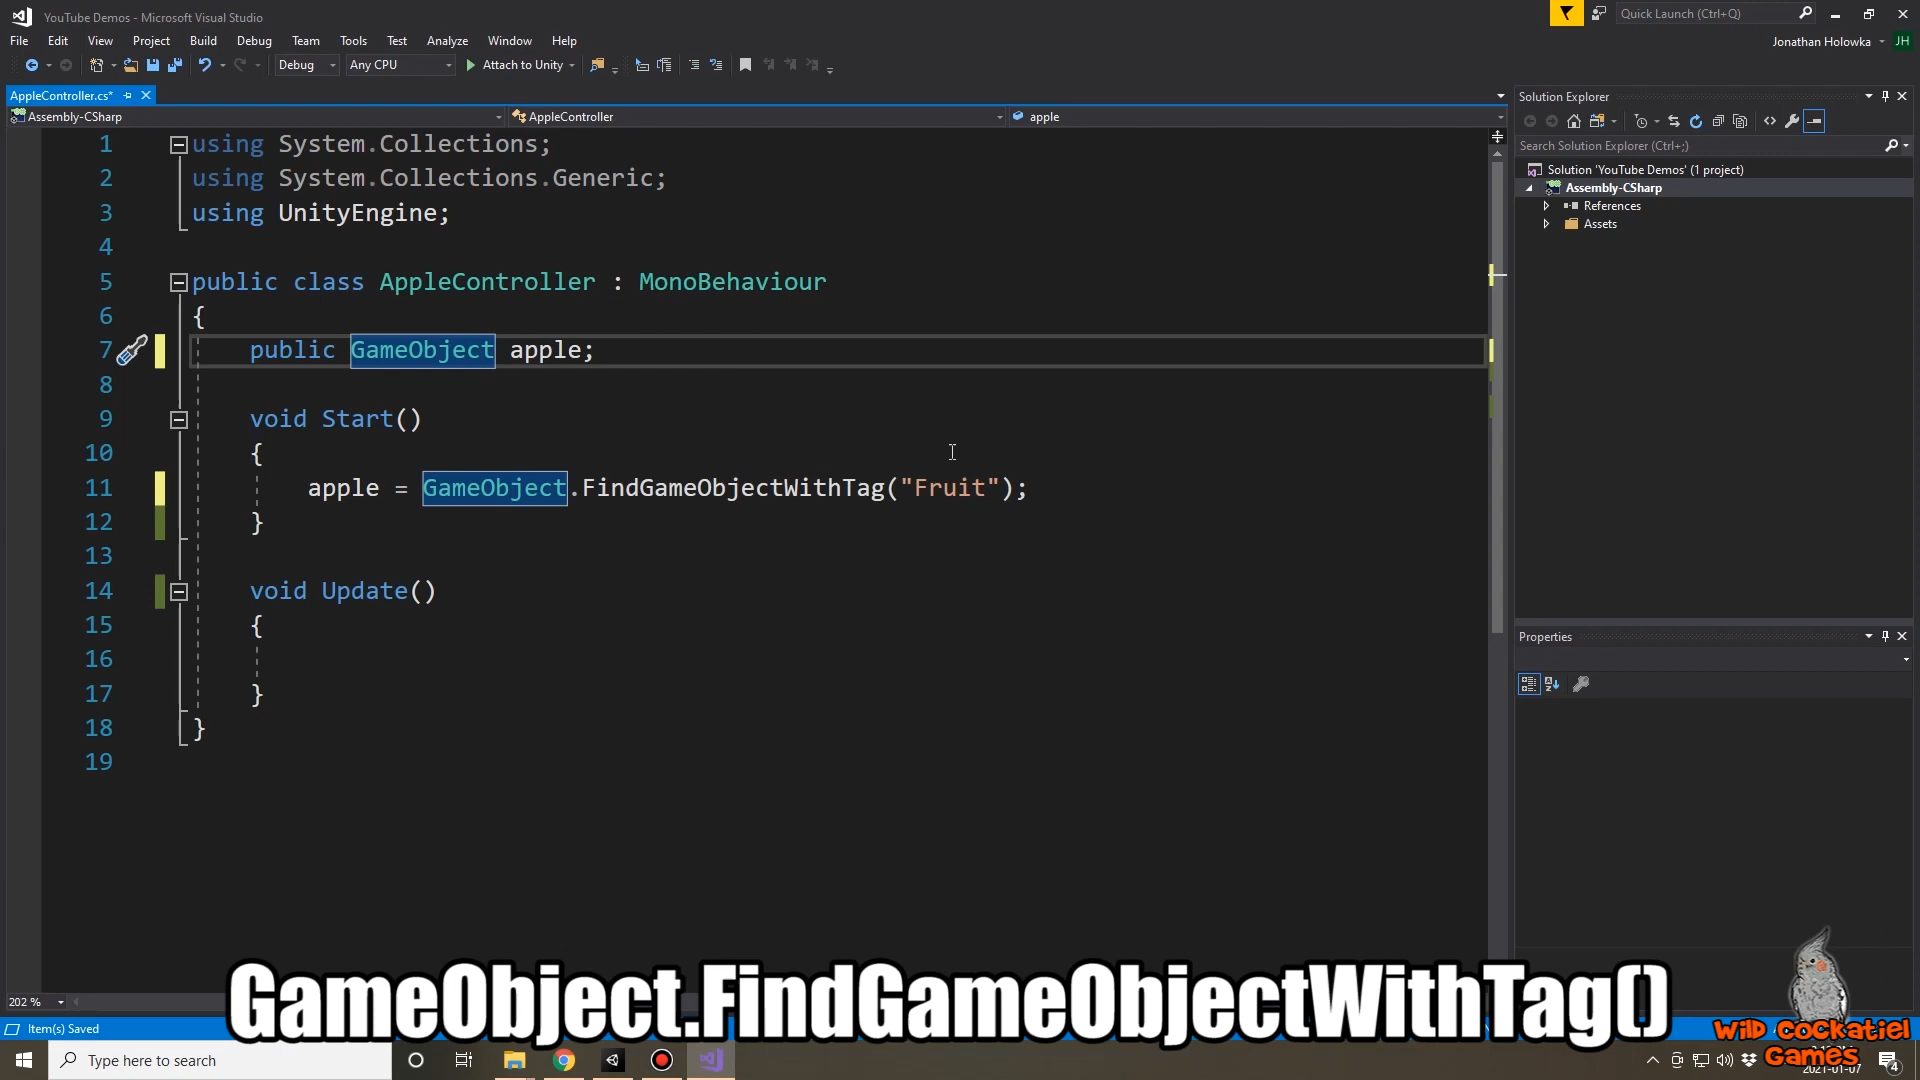 YouTube Demos - Microsoft Visual Studio
Quick Launch (Ctrl+Q)
File Edit View Project Build Debug Team Tools Test Analyze Window Help
Jonathan Holowka JH
Debug Any CPU Attach to Unity
AppleController.cs*
Solution Explorer
Assembly-CSharp AppleController apple
Search Solution Explorer (Ctrl+;)
Solution 'YouTube Demos' (1 project)
Assembly-CSharp
References
Assets
1 using System.Collections;
2 using System.Collections.Generic;
3 using UnityEngine;
4
5 public class AppleController : MonoBehaviour
6 {
7 public GameObject apple;
8
9 void Start()
10 {
11 apple = GameObject.FindGameObjectWithTag("Fruit");
12 }
13
14 void Update()
15 {
16
17 }
18 }
19
Properties
202 %
GameObject.FindGameObjectWithTag()
Item(s) Saved
Wild Cockatiel
Games
Type here to search
2021-01-07
4